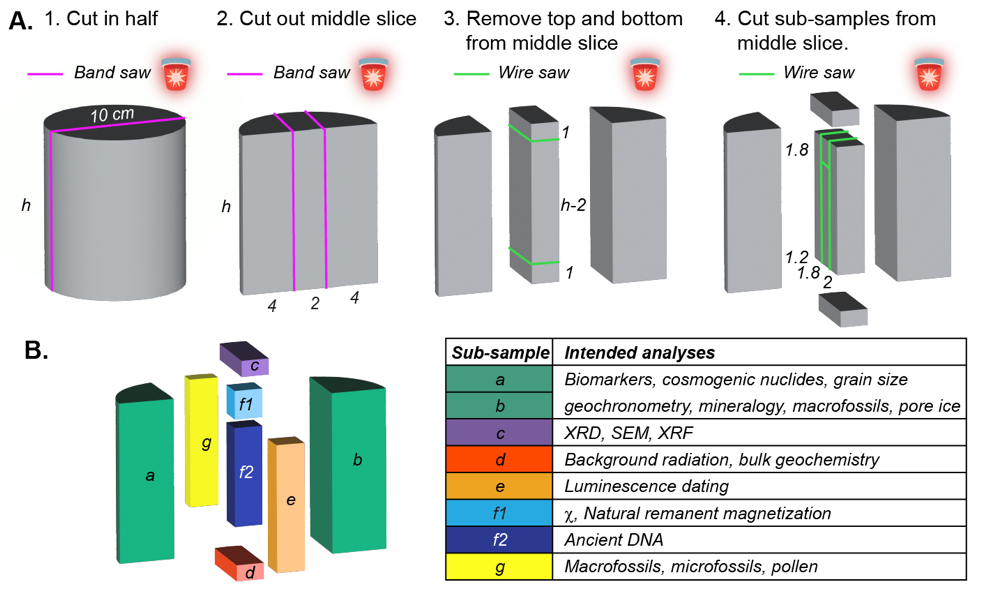 A.
1. Cut in half
2. Cut out middle slice
3. Remove top and bottom
from middle slice
4. Cut sub-samples from
middle slice.
Band saw
Band saw
Wire saw
Wire saw
10 cm
h
h
4
2
4
1
h-2
1
1.8
1.2
1.8
2
B.
a
g
c
f1
f2
d
e
b
Sub-sample Intended analyses
a Biomarkers, cosmogenic nuclides, grain size
b geochronometry, mineralogy, macrofossils, pore ice
c XRD, SEM, XRF
d Background radiation, bulk geochemistry
e Luminescence dating
f1 χ, Natural remanent magnetization
f2 Ancient DNA
g Macrofossils, microfossils, pollen